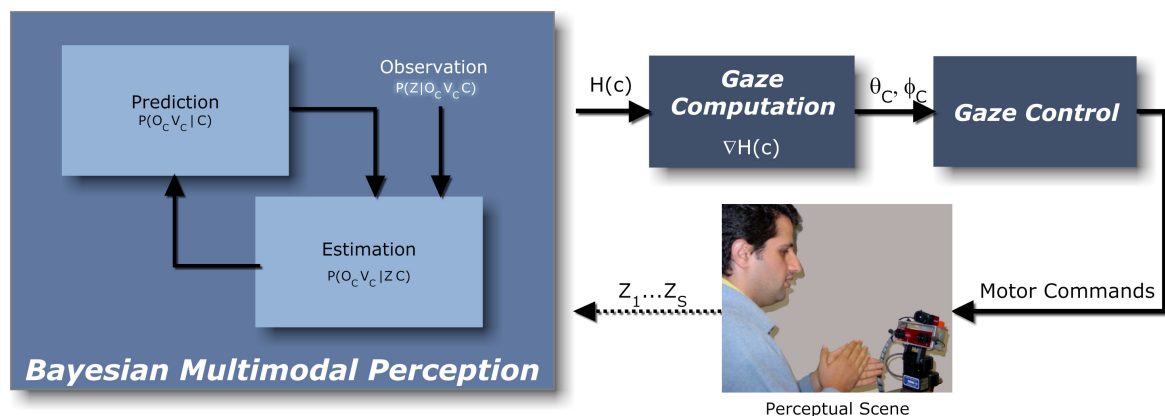 Prediction
P(O_C V_C | C)
Observation
P(Z|O_C V_C C)
Estimation
P(O_C V_C |Z C)
Bayesian Multimodal Perception
H(c)
Gaze
Computation
∇H(c)
θ_C, ϕ_C
Gaze Control
Motor Commands
Z_1...Z_S
Perceptual Scene